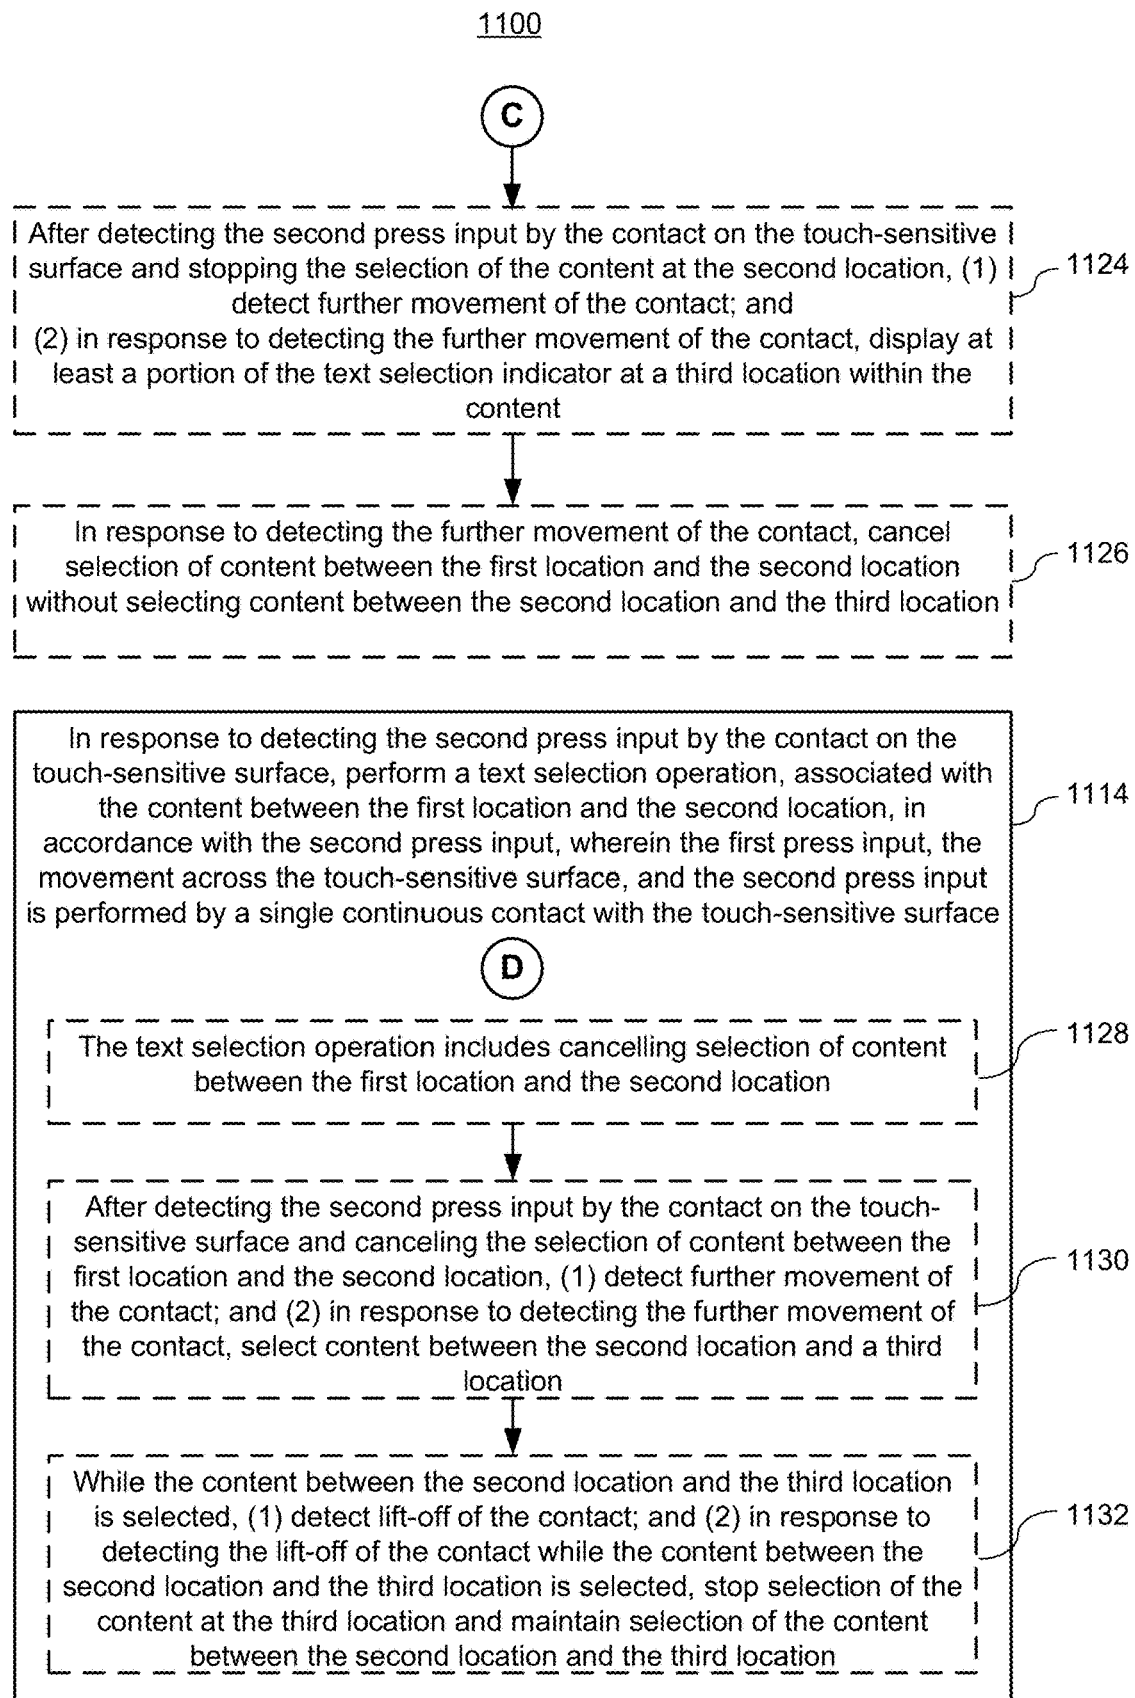 1100
C
After detecting the second press input by the contact on the touch-sensitive
surface and stopping the selection of the content at the second location, (1)
detect further movement of the contact; and
(2) in response to detecting the further movement of the contact, display at
least a portion of the text selection indicator at a third location within the
content
1124
In response to detecting the further movement of the contact, cancel
selection of content between the first location and the second location
without selecting content between the second location and the third location
1126
In response to detecting the second press input by the contact on the
touch-sensitive surface, perform a text selection operation, associated with
the content between the first location and the second location, in
accordance with the second press input, wherein the first press input, the
movement across the touch-sensitive surface, and the second press input
is performed by a single continuous contact with the touch-sensitive surface
1114
D
The text selection operation includes cancelling selection of content
between the first location and the second location
1128
After detecting the second press input by the contact on the touch-
sensitive surface and canceling the selection of content between the
first location and the second location, (1) detect further movement of
the contact; and (2) in response to detecting the further movement of
the contact, select content between the second location and a third
location
1130
While the content between the second location and the third location
is selected, (1) detect lift-off of the contact; and (2) in response to
detecting the lift-off of the contact while the content between the
second location and the third location is selected, stop selection of the
content at the third location and maintain selection of the content
between the second location and the third location
1132